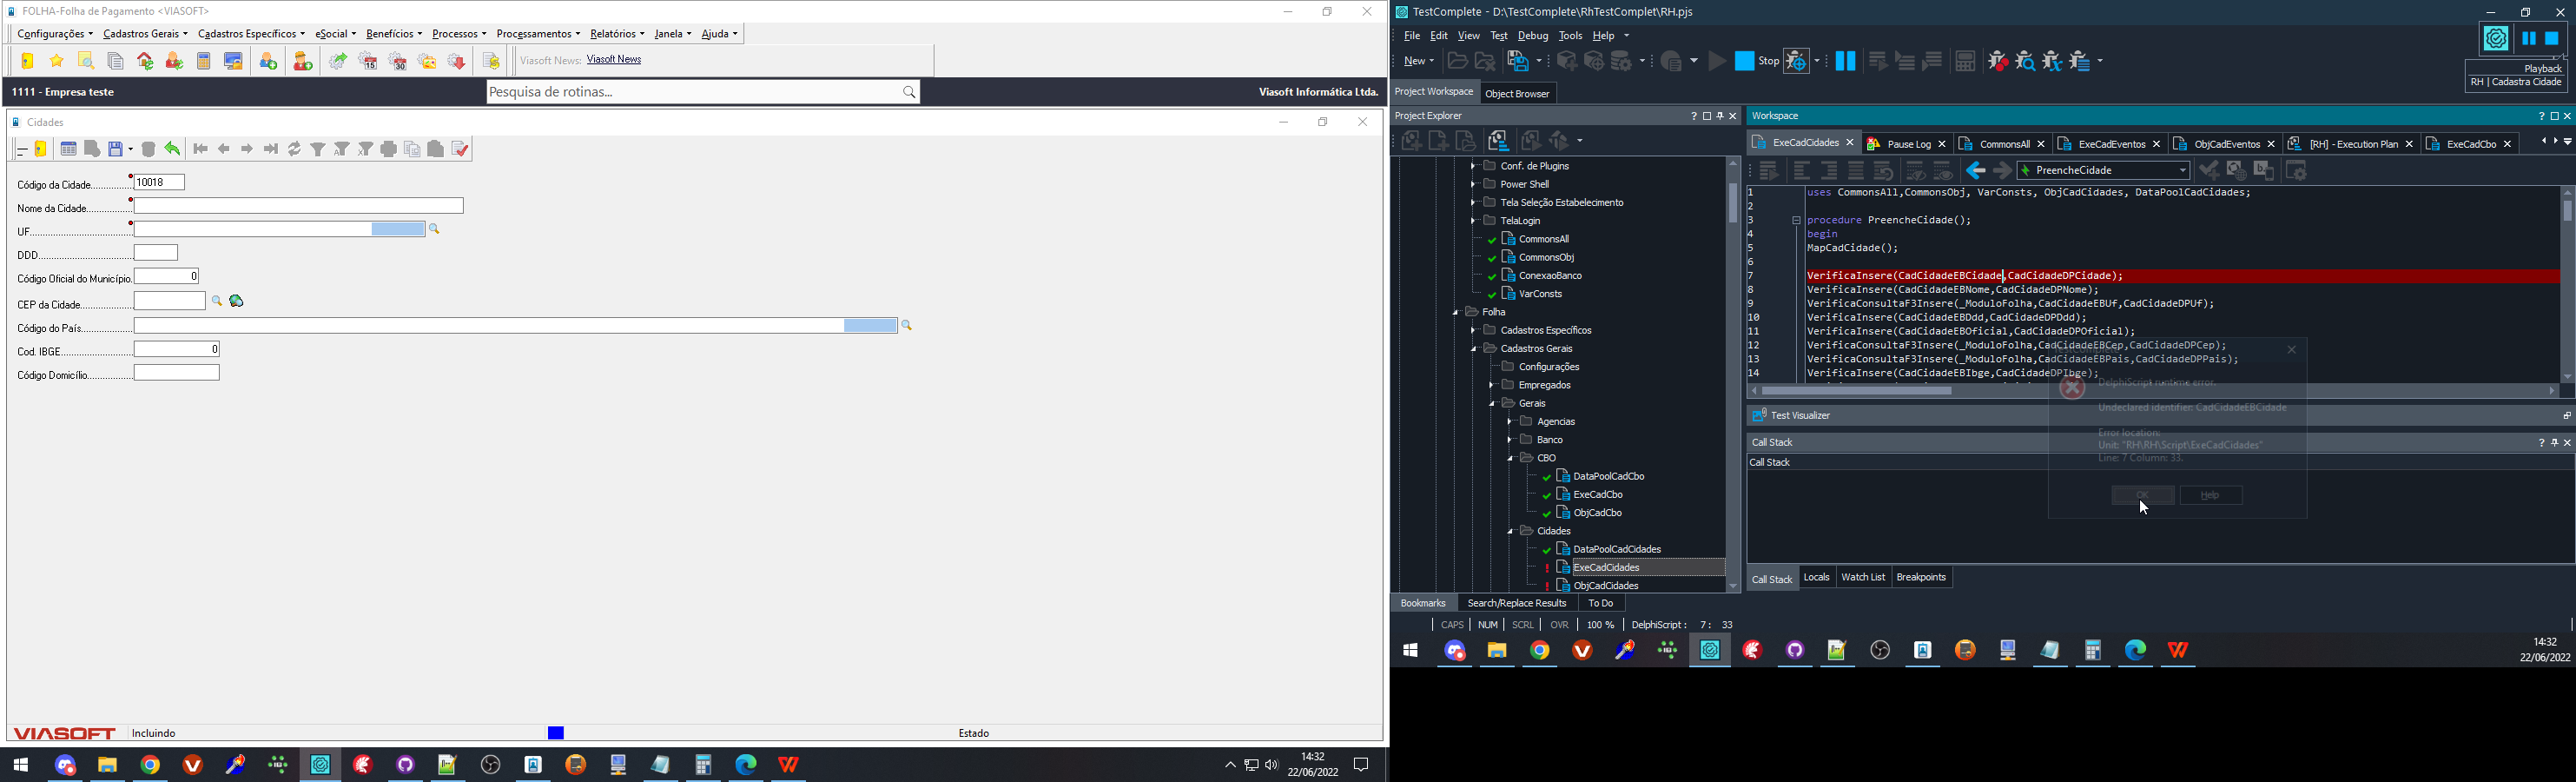 FOLHA-Folha de Pagamento <VIASOFT>
Configurações Cadastros Gerais Cadastros Específicos eSocial Benefícios Processos Processamentos Relatórios Janela Ajuda
Viasoft News: Viasoft News
1111 - Empresa teste
Pesquisa de rotinas...
Viasoft Informática Ltda.
Cidades
Código da Cidade.............. 10018
Nome da Cidade...............
UF...............
DDD...............
Código Oficial do Município. 0
CEP da Cidade...............
Código do País...............
Cod. IBGE............... 0
Código Domicílio...............
VIASOFT
Incluindo
Estado
14:32
22/06/2022
TestComplete - D:\TestComplete\RhTestComplet\RH.pjs
File Edit View Test Debug Tools Help
New
Stop
Playback
RH | Cadastra Cidade
Project Workspace Object Browser
Project Explorer
Conf. de Plugins
Power Shell
Tela Seleção Estabelecimento
TelaLogin
CommonsAll
CommonsObj
ConexaoBanco
VarConsts
Folha
Cadastros Específicos
Cadastros Gerais
Configurações
Empregados
Gerais
Agencias
Banco
CBO
DataPoolCadCbo
ExeCadCbo
ObjCadCbo
Cidades
DataPoolCadCidades
ExeCadCidades
ObjCadCidades
Workspace
ExeCadCidades Pause Log CommonsAll ExeCadEventos ObjCadEventos [RH] - Execution Plan ExeCadCbo
PreencheCidade
1 uses CommonsAll,CommonsObj, VarConsts, ObjCadCidades, DataPoolCadCidades;
2
3 procedure PreencheCidade();
4 begin
5 MapCadCidade();
6
7 VerificaInsere(CadCidadeEBCidade,CadCidadeDPCidade);
8 VerificaInsere(CadCidadeEBNome,CadCidadeDPNome);
9 VerificaConsultaF3Insere(_ModuloFolha,CadCidadeEBUf,CadCidadeDPUf);
10 VerificaInsere(CadCidadeEBDdd,CadCidadeDPDdd);
11 VerificaInsere(CadCidadeEBOficial,CadCidadeDPOficial);
12 VerificaConsultaF3Insere(_ModuloFolha,CadCidadeEBCep,CadCidadeDPCep);
13 VerificaConsultaF3Insere(_ModuloFolha,CadCidadeEBPais,CadCidadeDPPais);
14 VerificaInsere(CadCidadeEBIbge,CadCidadeDPIbge);
TestComplete
DelphiScript runtime error.
Undeclared identifier: CadCidadeEBCidade
Error location:
Unit: "RH\RH\Script\ExeCadCidades"
Line: 7 Column: 33.
OK Help
Test Visualizer
Call Stack
Call Stack
Call Stack Locals Watch List Breakpoints
Bookmarks Search/Replace Results To Do
CAPS NUM SCRL OVR 100 % DelphiScript: 7: 33
14:32
22/06/2022